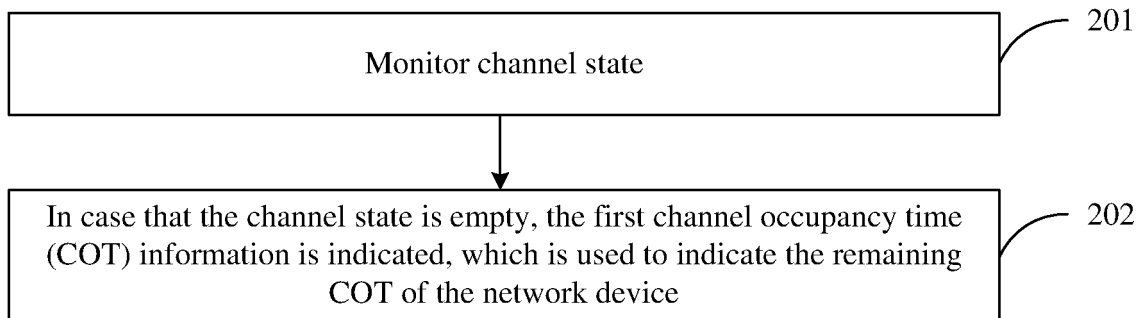 Monitor channel state
201
In case that the channel state is empty, the first channel occupancy time
(COT) information is indicated, which is used to indicate the remaining
COT of the network device
202